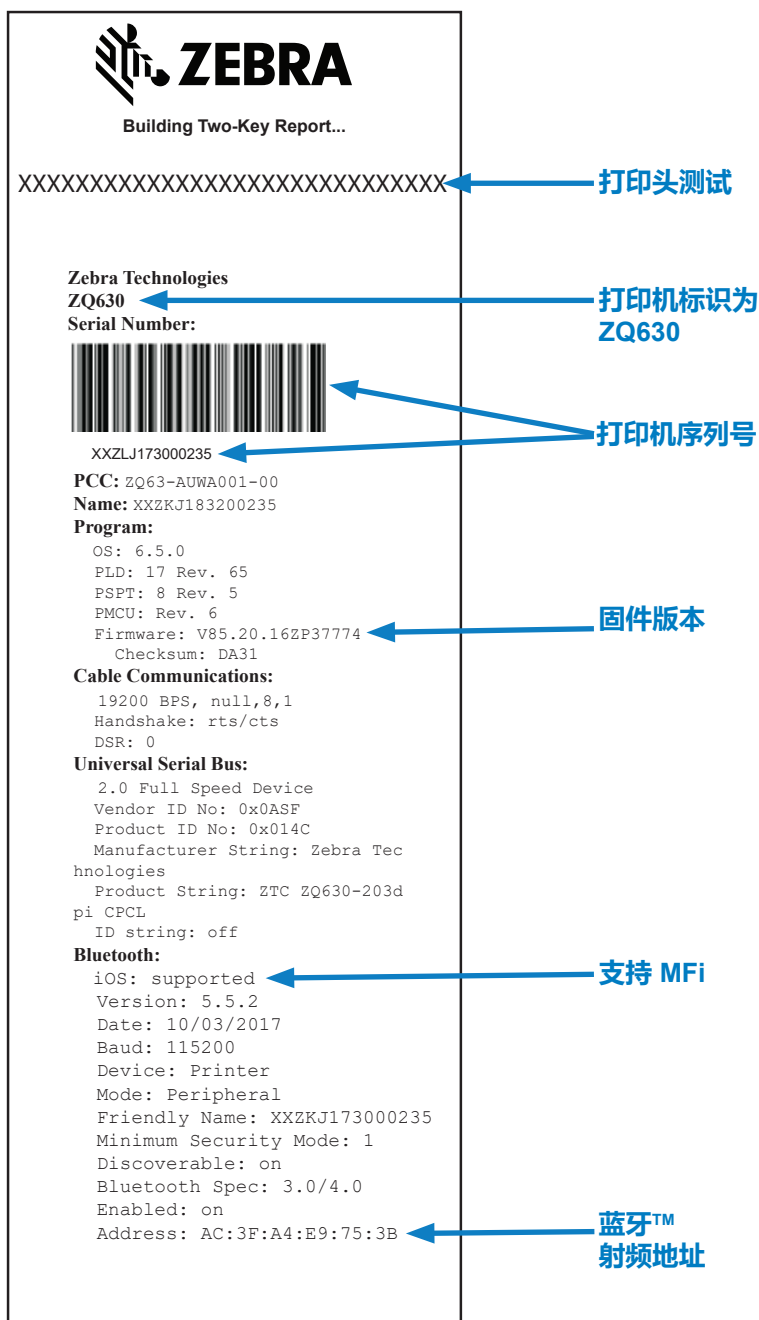 ZEBRA
Building Two-Key Report...
XXXXXXXXXXXXXXXXXXXXXXXXXXXXXX
打印头测试
Zebra Technologies
ZQ630
打印机标识为
ZQ630
Serial Number:
打印机序列号
XXZLJ173000235
PCC: ZQ63-AUWA001-00
Name: XXZKJ183200235
Program:
OS: 6.5.0
PLD: 17 Rev. 65
PSPT: 8 Rev. 5
PMCU: Rev. 6
Firmware: V85.20.16ZP37774
固件版本
Checksum: DA31
Cable Communications:
19200 BPS, null,8,1
Handshake: rts/cts
DSR: 0
Universal Serial Bus:
2.0 Full Speed Device
Vendor ID No: 0x0ASF
Product ID No: 0x014C
Manufacturer String: Zebra Tec
hnologies
Product String: ZTC ZQ630-203d
pi CPCL
ID string: off
Bluetooth:
iOS: supported
支持 MFi
Version: 5.5.2
Date: 10/03/2017
Baud: 115200
Device: Printer
Mode: Peripheral
Friendly Name: XXZKJ173000235
Minimum Security Mode: 1
Discoverable: on
Bluetooth Spec: 3.0/4.0
Enabled: on
Address: AC:3F:A4:E9:75:3B
蓝牙™
射频地址